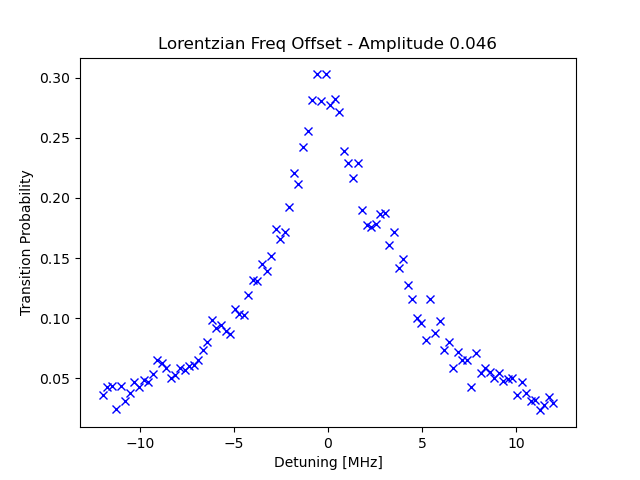 Lorentzian Freq Offset - Amplitude 0.046
0.30
0.25
0.20
0.15
0.10
0.05
Transition Probability
−10 −5 0 5 10
Detuning [MHz]